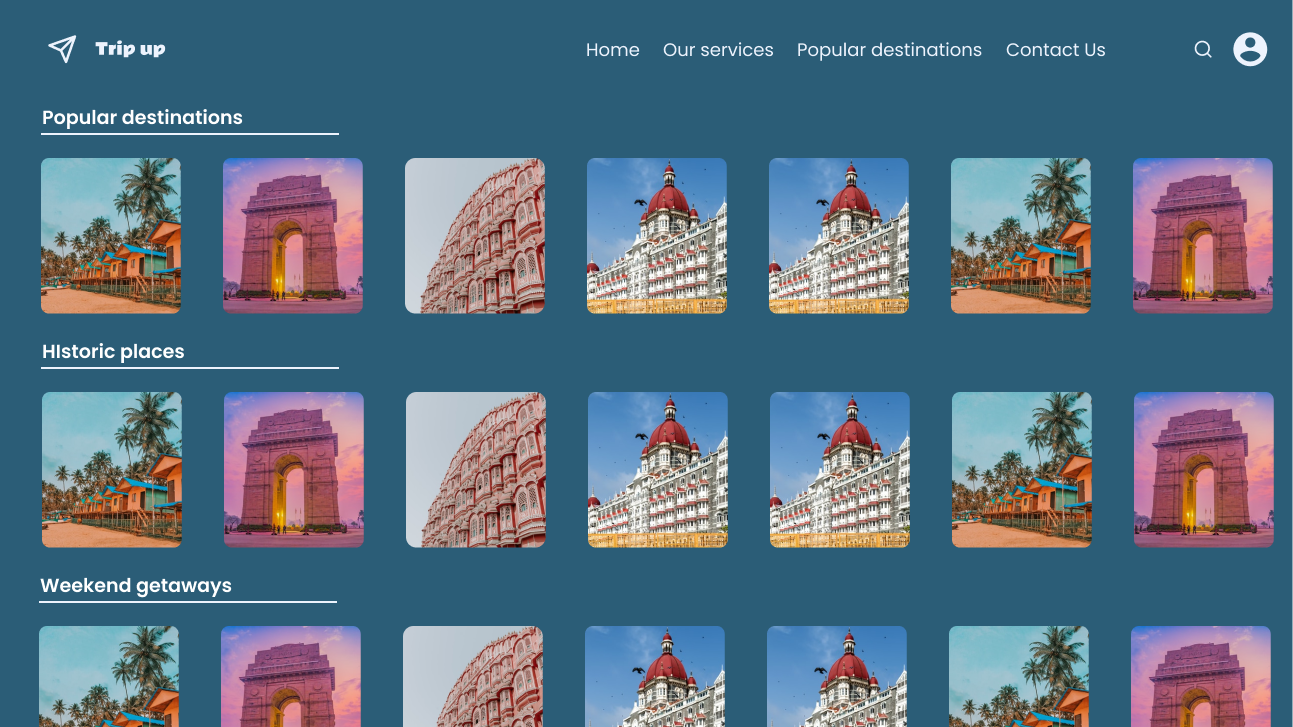 Trip up
Home Our services Popular destinations Contact Us
Popular destinations
HIstoric places
Weekend getaways